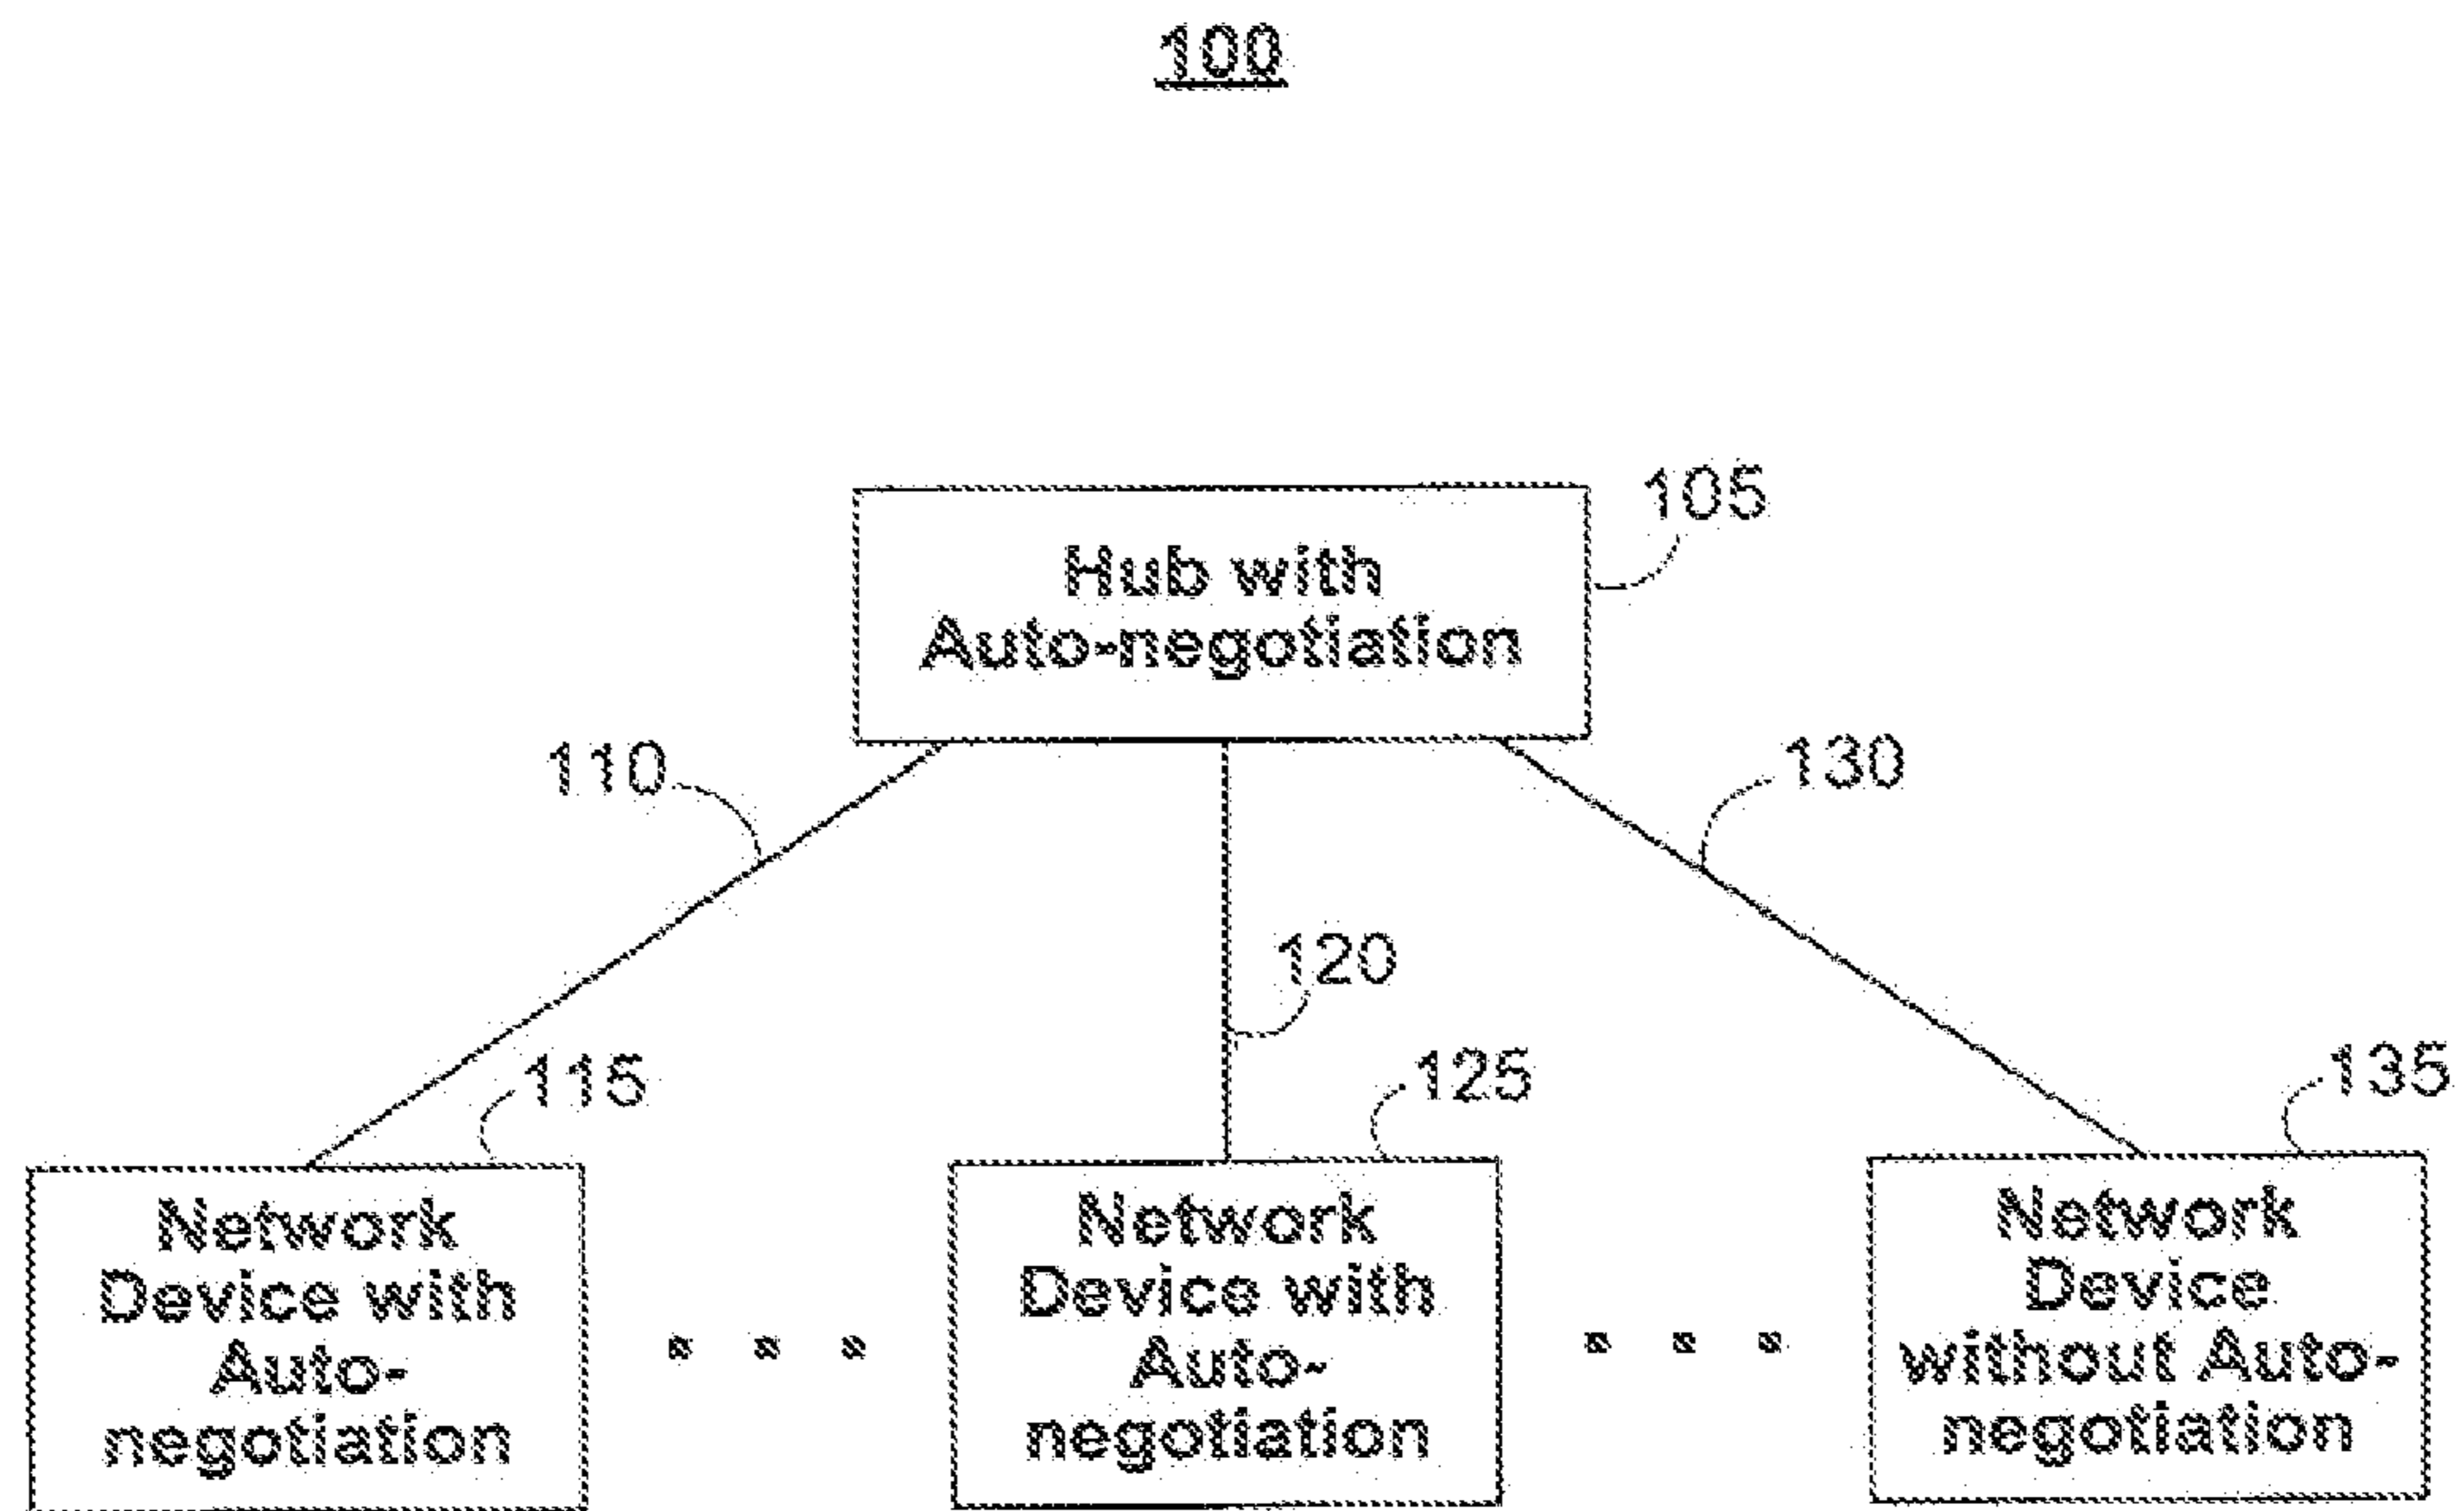 100
105
Hub with
Auto-negotiation
110
130
120
115
125
135
Network
Device with
Auto-
negotiation
Network
Device with
Auto-
negotiation
Network
Device
without Auto-
negotiation